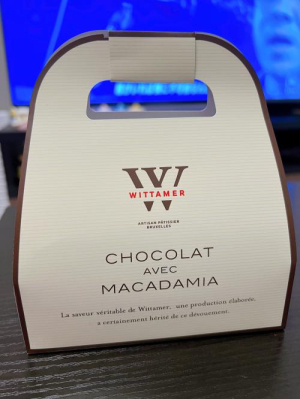 W
WITTAMER
ARTISAN PÂTISSIER
BRUXELLES
CHOCOLAT
AVEC
MACADAMIA
La saveur véritable de Wittamer, une production élaborée,
a certainement hérité de ce dévouement.